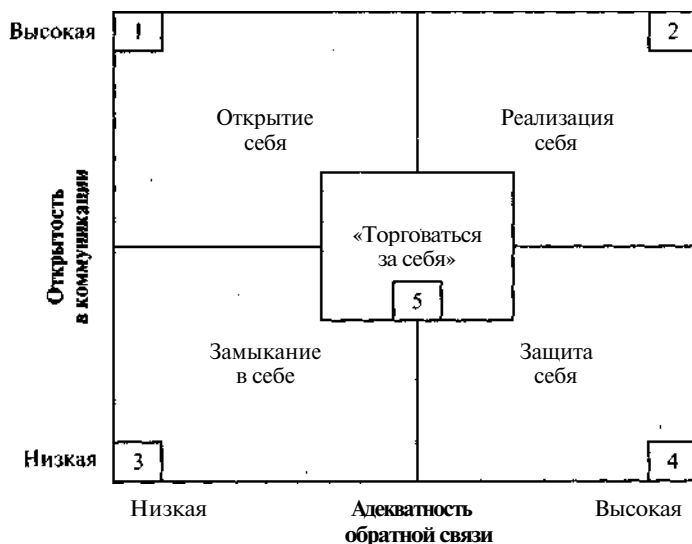 Высокая
1
2
Открытие
себя
Реализация
себя
Открытость
в коммуникации
«Торговаться
за себя»
5
Замыкание
в себе
Защита
себя
Низкая
3
4
Низкая
Адекватность
обратной связи
Высокая